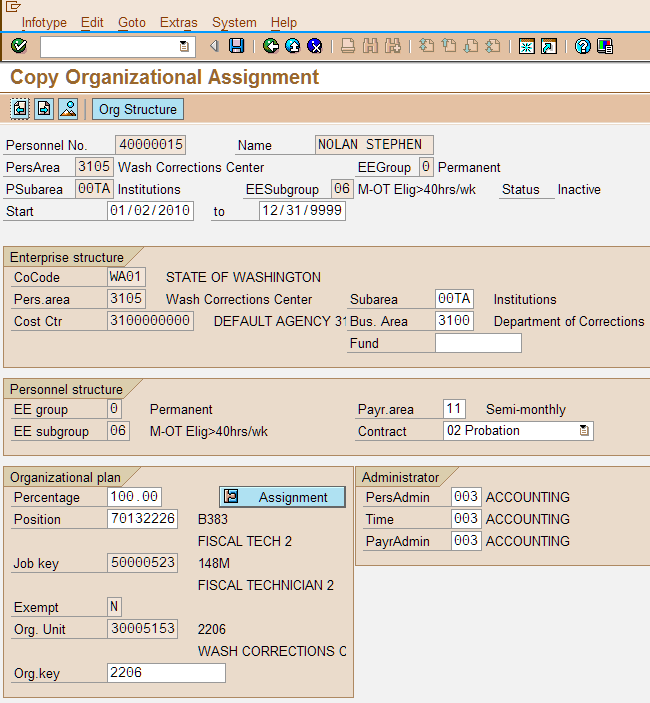 Infotype Edit Goto Extras System Help
Copy Organizational Assignment
Org Structure
Personnel No. 40000015 Name NOLAN STEPHEN
PersArea 3105 Wash Corrections Center EEGroup 0 Permanent
PSubarea 00TA Institutions EESubgroup 06 M-OT Elig>40hrs/wk Status Inactive
Start 01/02/2010 to 12/31/9999
Enterprise structure
CoCode WA01 STATE OF WASHINGTON
Pers.area 3105 Wash Corrections Center Subarea 00TA Institutions
Cost Ctr 3100000000 DEFAULT AGENCY 31 Bus. Area 3100 Department of Corrections
Fund
Personnel structure
EE group 0 Permanent Payr.area 11 Semi-monthly
EE subgroup 06 M-OT Elig>40hrs/wk Contract 02 Probation
Organizational plan Administrator
Percentage 100.00 Assignment PersAdmin 003 ACCOUNTING
Position 70132226 B383 Time 003 ACCOUNTING
FISCAL TECH 2 PayrAdmin 003 ACCOUNTING
Job key 50000523 148M
FISCAL TECHNICIAN 2
Exempt N
Org. Unit 30005153 2206
WASH CORRECTIONS C
Org.key 2206